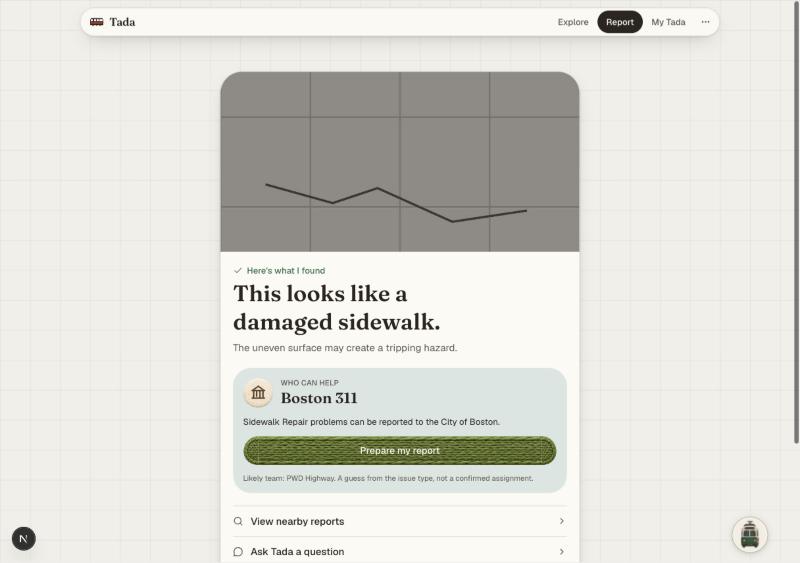 Tada
Explore
Report
My Tada
Here's what I found
This looks like a
damaged sidewalk.
The uneven surface may create a tripping hazard.
WHO CAN HELP
Boston 311
Sidewalk Repair problems can be reported to the City of Boston.
Prepare my report
Likely team: PWD Highway. A guess from the issue type, not a confirmed assignment.
View nearby reports
Ask Tada a question
N